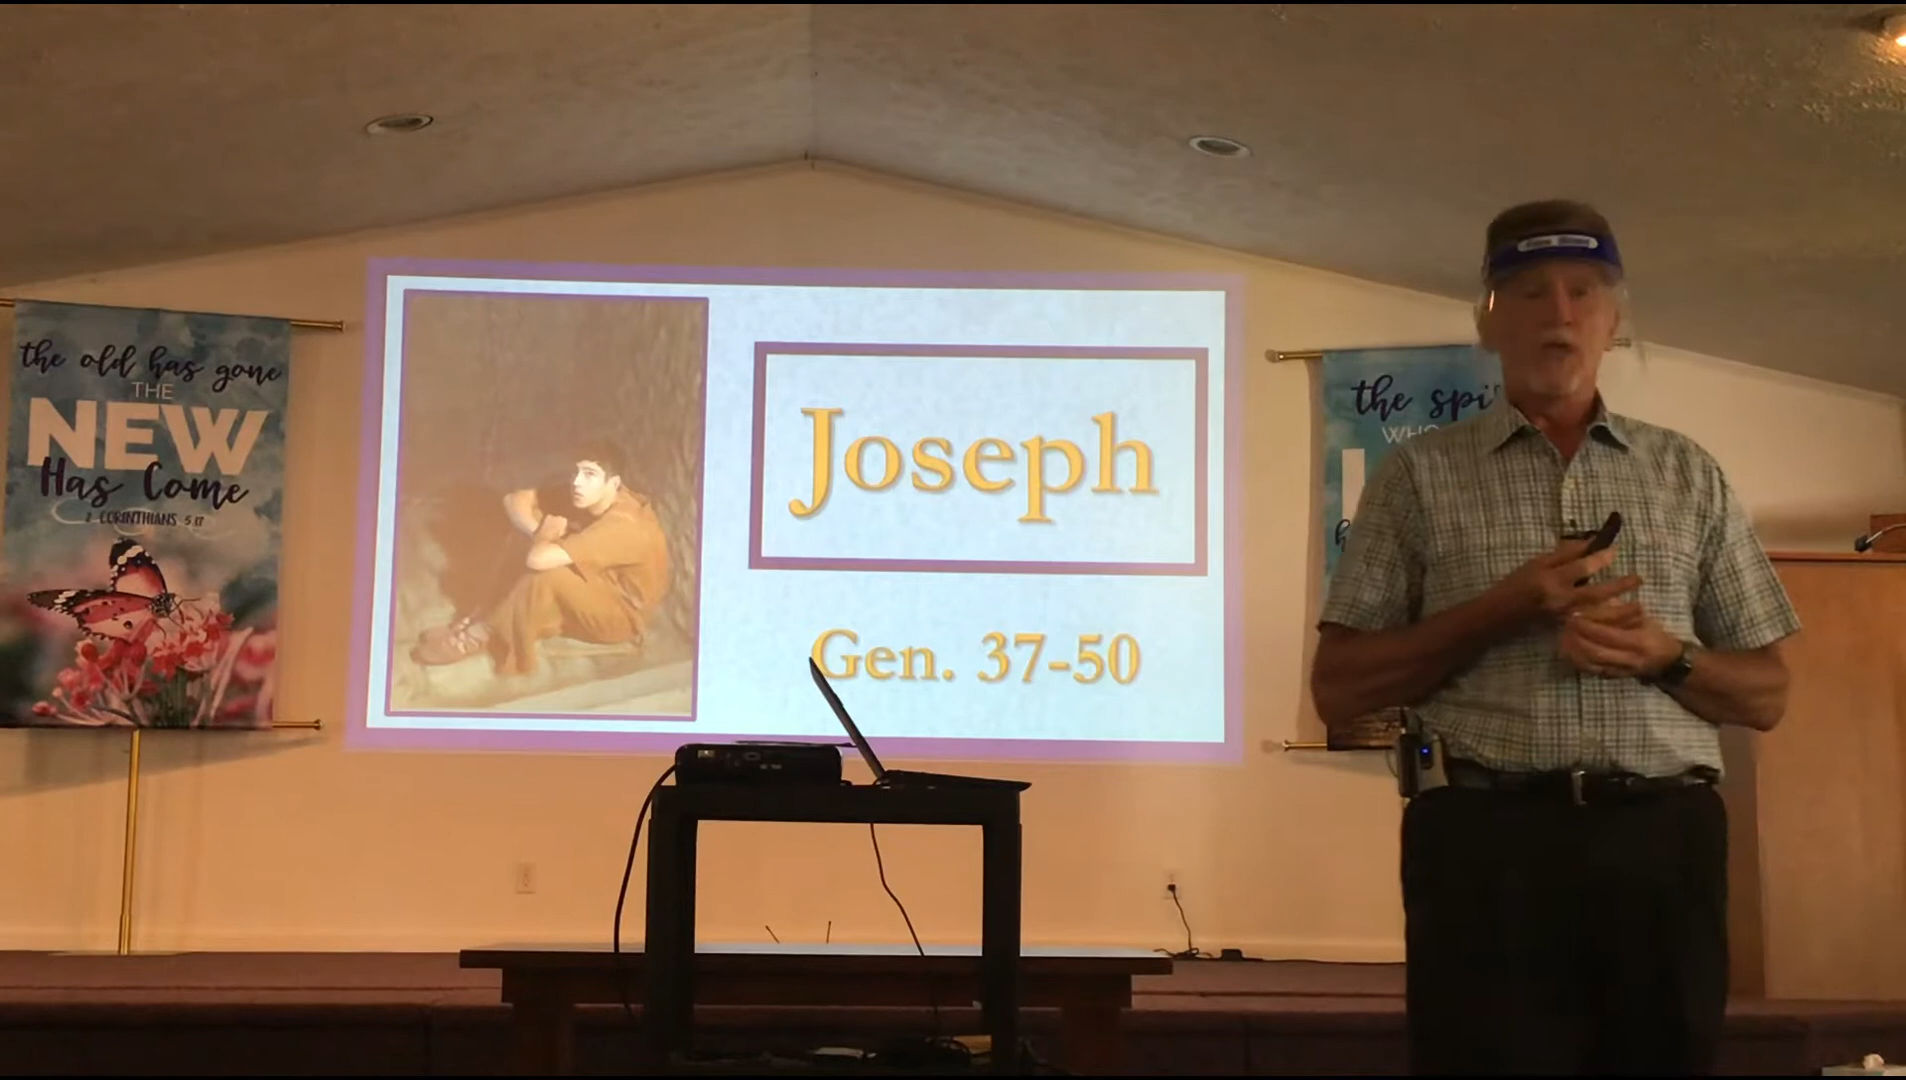 the old has gone
THE
NEW
Has Come
2 CORINTHIANS 5:17
Joseph
Gen. 37-50
the spi
WHO